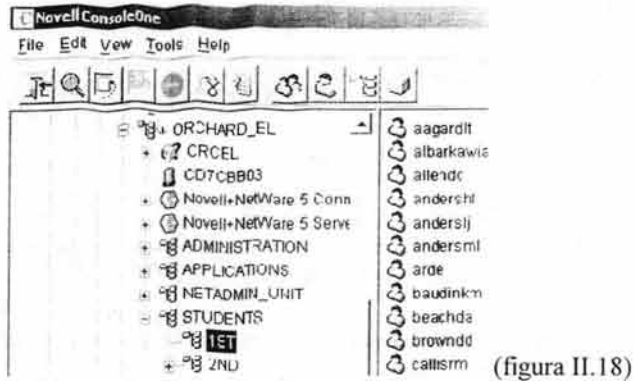 Novell ConsoleOne
File Edit Vew Tools Help
ORCHARD_EL
CRCEL
CD7CBB03
Novell+NetWare 5 Conn
Novell+NetWare 5 Serve
ADMINISTRATION
APPLICATIONS
NETADMIN_UNIT
STUDENTS
1ST
2ND
aagardlt
albarkawia
allendc
andershl
anderslj
andersml
arde
baudinkm
beachda
browndd
callisrm
(figura II.18)